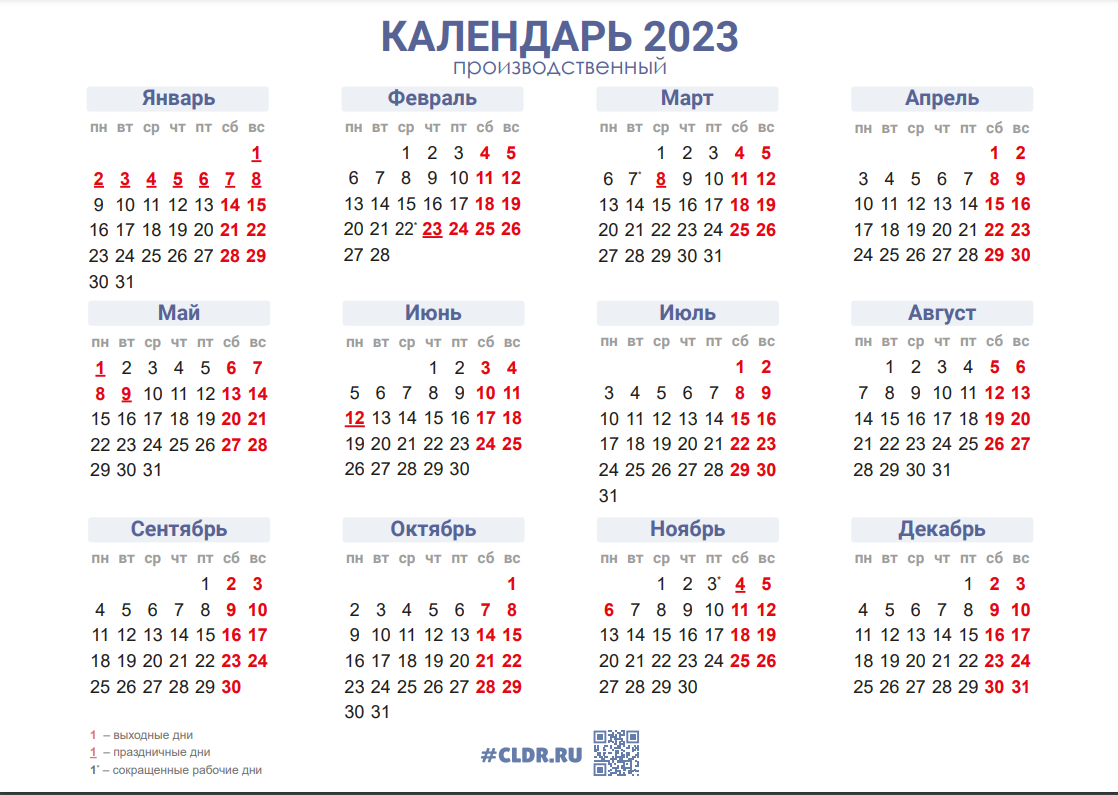 КАЛЕНДАРЬ 2023
производственный
Январь
пн вт ср чт пт сб вс
1
2 3 4 5 6 7 8
9 10 11 12 13 14 15
16 17 18 19 20 21 22
23 24 25 26 27 28 29
30 31
Февраль
пн вт ср чт пт сб вс
1 2 3 4 5
6 7 8 9 10 11 12
13 14 15 16 17 18 19
20 21 22* 23 24 25 26
27 28
Март
пн вт ср чт пт сб вс
1 2 3 4 5
6 7* 8 9 10 11 12
13 14 15 16 17 18 19
20 21 22 23 24 25 26
27 28 29 30 31
Апрель
пн вт ср чт пт сб вс
1 2
3 4 5 6 7 8 9
10 11 12 13 14 15 16
17 18 19 20 21 22 23
24 25 26 27 28 29 30
Май
пн вт ср чт пт сб вс
1 2 3 4 5 6 7
8 9 10 11 12 13 14
15 16 17 18 19 20 21
22 23 24 25 26 27 28
29 30 31
Июнь
пн вт ср чт пт сб вс
1 2 3 4
5 6 7 8 9 10 11
12 13 14 15 16 17 18
19 20 21 22 23 24 25
26 27 28 29 30
Июль
пн вт ср чт пт сб вс
1 2
3 4 5 6 7 8 9
10 11 12 13 14 15 16
17 18 19 20 21 22 23
24 25 26 27 28 29 30
31
Август
пн вт ср чт пт сб вс
1 2 3 4 5 6
7 8 9 10 11 12 13
14 15 16 17 18 19 20
21 22 23 24 25 26 27
28 29 30 31
Сентябрь
пн вт ср чт пт сб вс
1 2 3
4 5 6 7 8 9 10
11 12 13 14 15 16 17
18 19 20 21 22 23 24
25 26 27 28 29 30
Октябрь
пн вт ср чт пт сб вс
1
2 3 4 5 6 7 8
9 10 11 12 13 14 15
16 17 18 19 20 21 22
23 24 25 26 27 28 29
30 31
Ноябрь
пн вт ср чт пт сб вс
1 2 3* 4 5
6 7 8 9 10 11 12
13 14 15 16 17 18 19
20 21 22 23 24 25 26
27 28 29 30
Декабрь
пн вт ср чт пт сб вс
1 2 3
4 5 6 7 8 9 10
11 12 13 14 15 16 17
18 19 20 21 22 23 24
25 26 27 28 29 30 31
1 – выходные дни
1 – праздничные дни
1* – сокращенные рабочие дни
#CLDR.RU